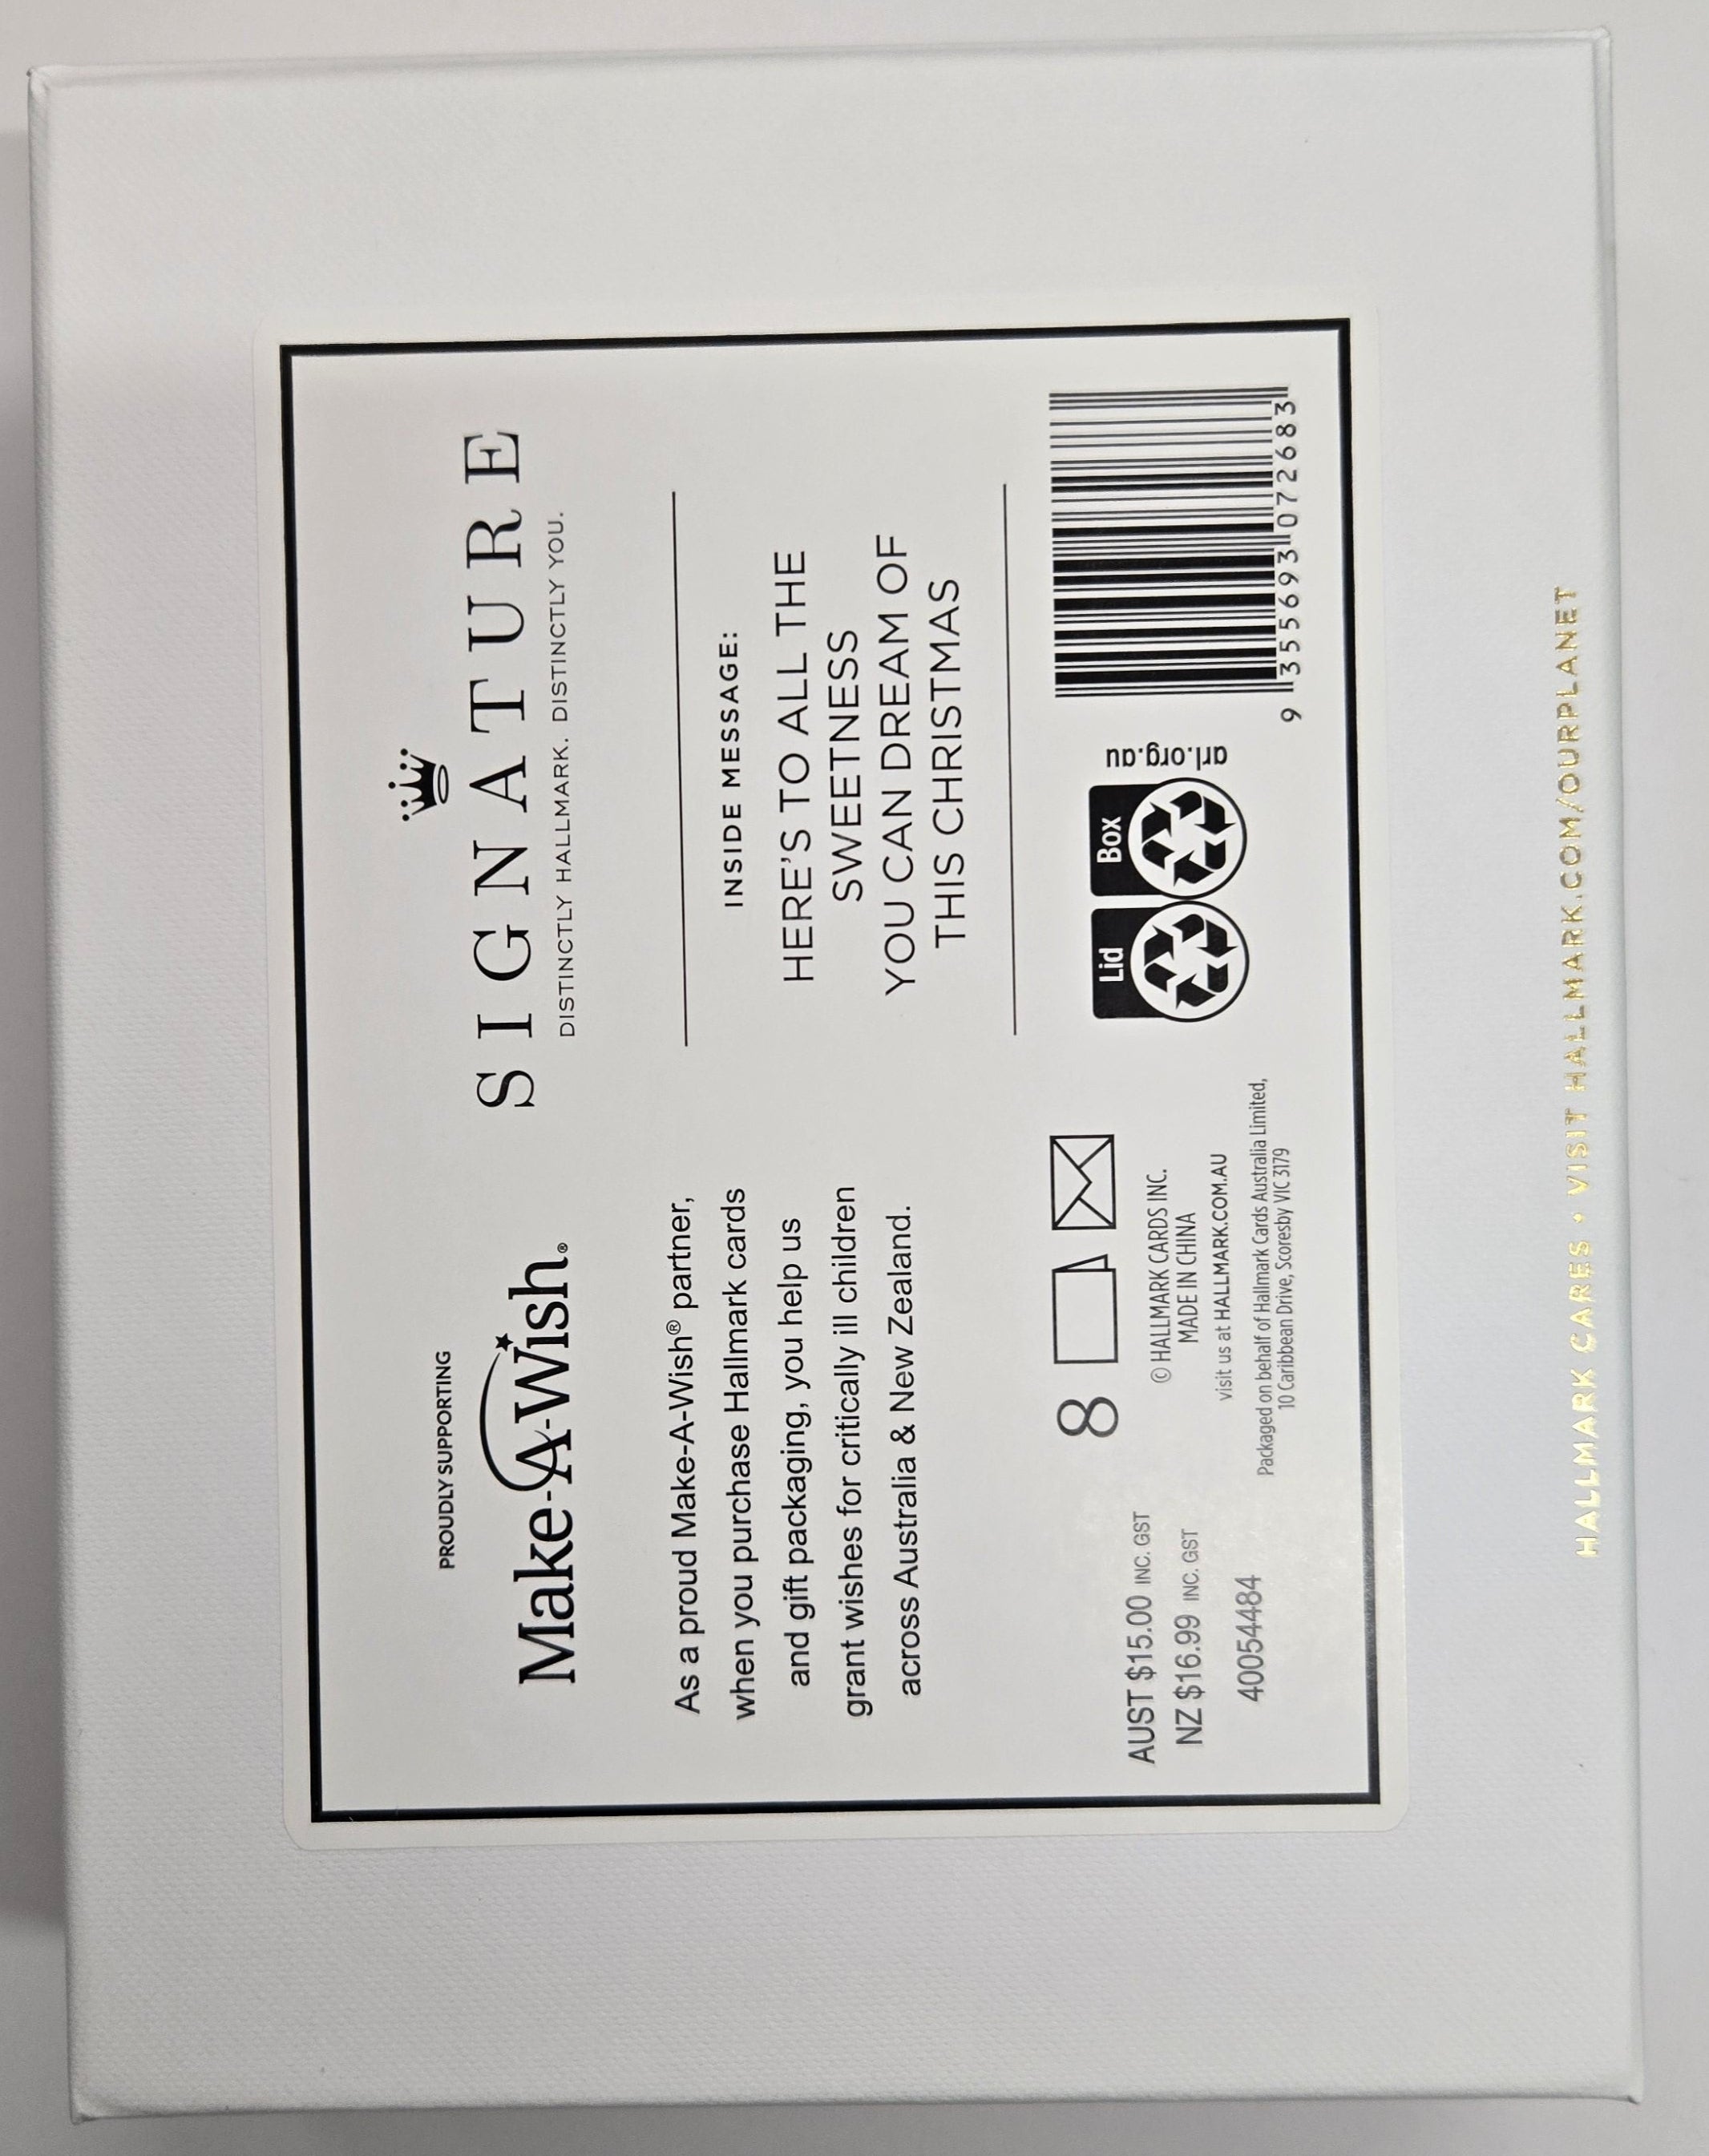 PROUDLY SUPPORTING
Make-A-Wish®
As a proud Make-A-Wish® partner,
when you purchase Hallmark cards
and gift packaging, you help us
grant wishes for critically ill children
across Australia & New Zealand.
SIGNATURE
DISTINCTLY HALLMARK. DISTINCTLY YOU.
INSIDE MESSAGE:
HERE'S TO ALL THE
SWEETNESS
YOU CAN DREAM OF
THIS CHRISTMAS
AUST $15.00 INC. GST
NZ $16.99 INC. GST
40054484
8
© HALLMARK CARDS INC.
MADE IN CHINA
visit us at HALLMARK.COM.AU
Packaged on behalf of Hallmark Cards Australia Limited,
10 Caribbean Drive, Scoresby VIC 3179
Lid Box
arl.org.au
9 355693 072683
HALLMARK CARES • VISIT HALLMARK.COM/OURPLANET